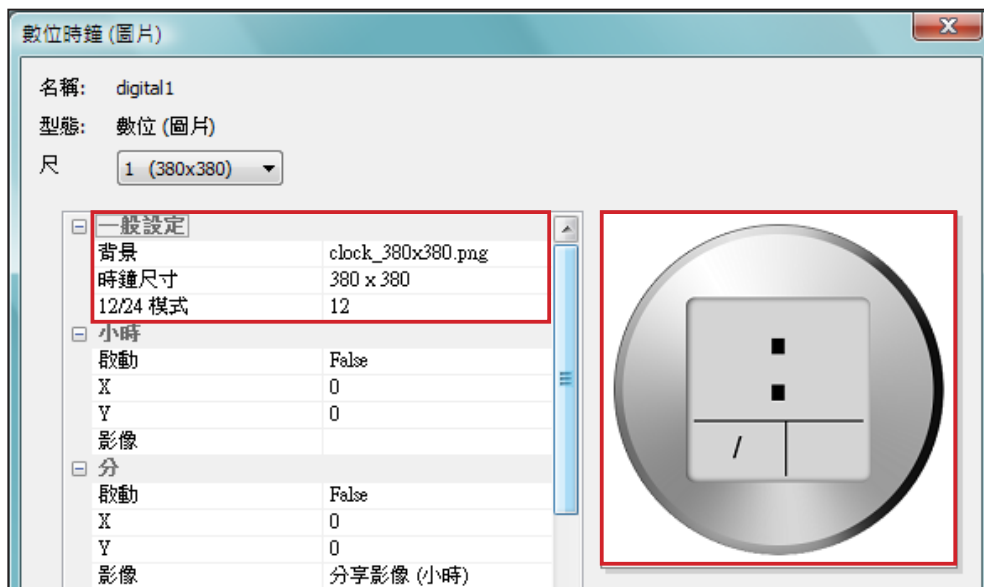 數位時鐘 (圖片)
名稱: digital1
型態: 數位 (圖片)
尺 1 (380x380)
一般設定
背景 clock_380x380.png
時鐘尺寸 380 x 380
12/24 模式 12
小時
啟動 False
X 0
Y 0
影像
分
啟動 False
X 0
Y 0
影像 分享影像 (小時)
:
/